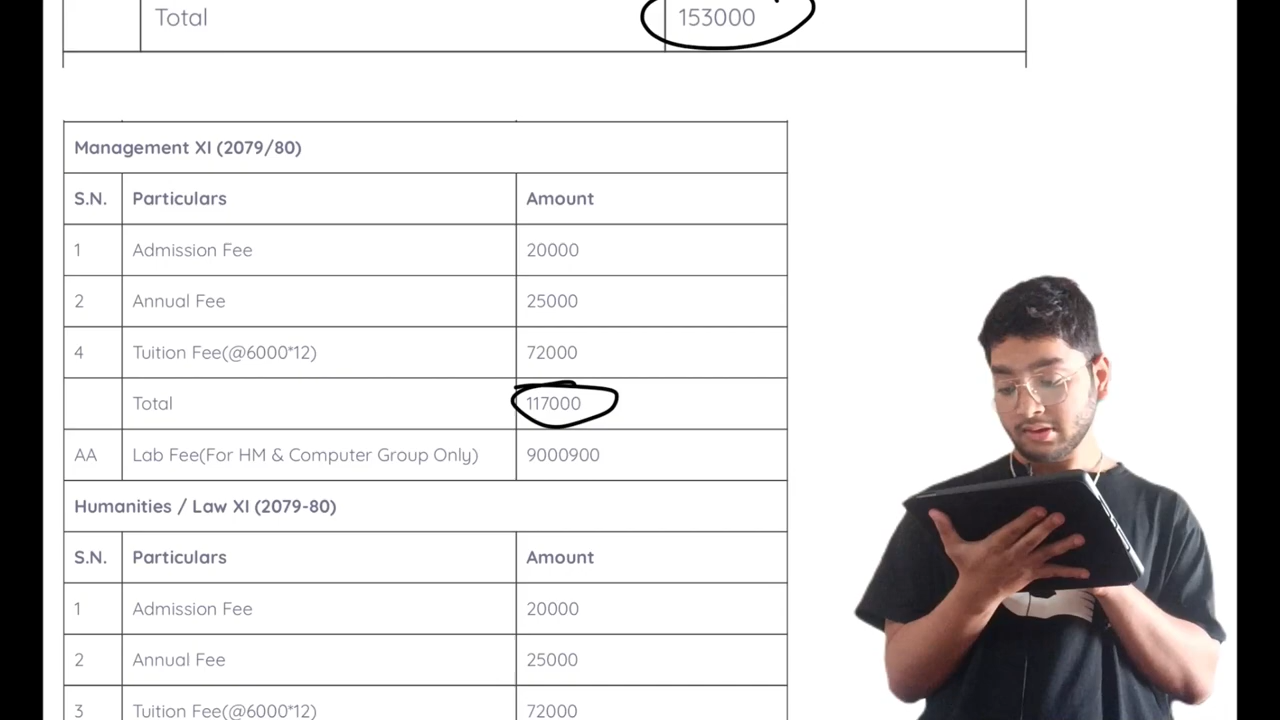 Total 153000
Management XI (2079/80)
S.N. Particulars Amount
1 Admission Fee 20000
2 Annual Fee 25000
4 Tuition Fee(@6000*12) 72000
Total 117000
AA Lab Fee(For HM & Computer Group Only) 9000900
Humanities / Law XI (2079-80)
S.N. Particulars Amount
1 Admission Fee 20000
2 Annual Fee 25000
3 Tuition Fee(@6000*12) 72000